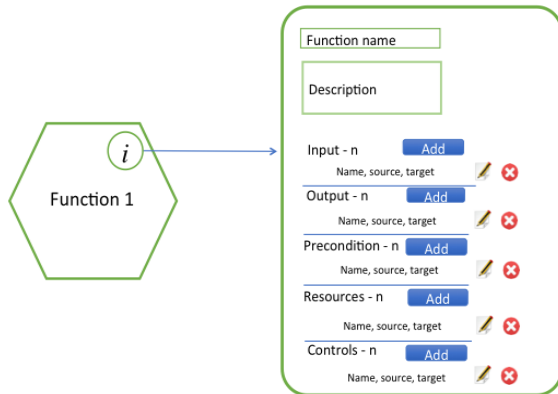 Function 1
i
Function name
Description
Input - n Add
Name, source, target
Output - n Add
Name, source, target
Precondition - n Add
Name, source, target
Resources - n Add
Name, source, target
Controls - n Add
Name, source, target